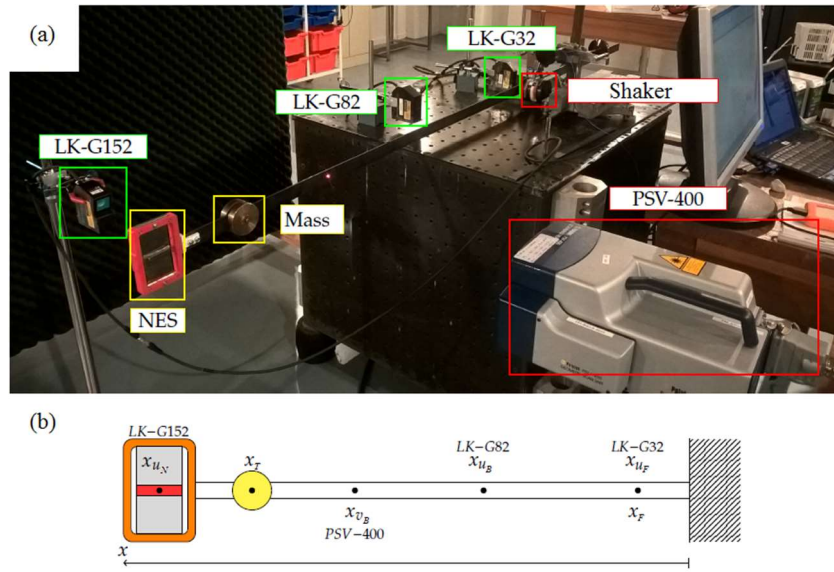 (a)
LK-G32
LK-G82
Shaker
LK-G152
PSV-400
Mass
NES
(b)
LK-G152
LK-G82
LK-G32
x_{u_N}
x_T
x_{u_B}
x_{u_F}
x_{v_B}
x_F
PSV-400
x